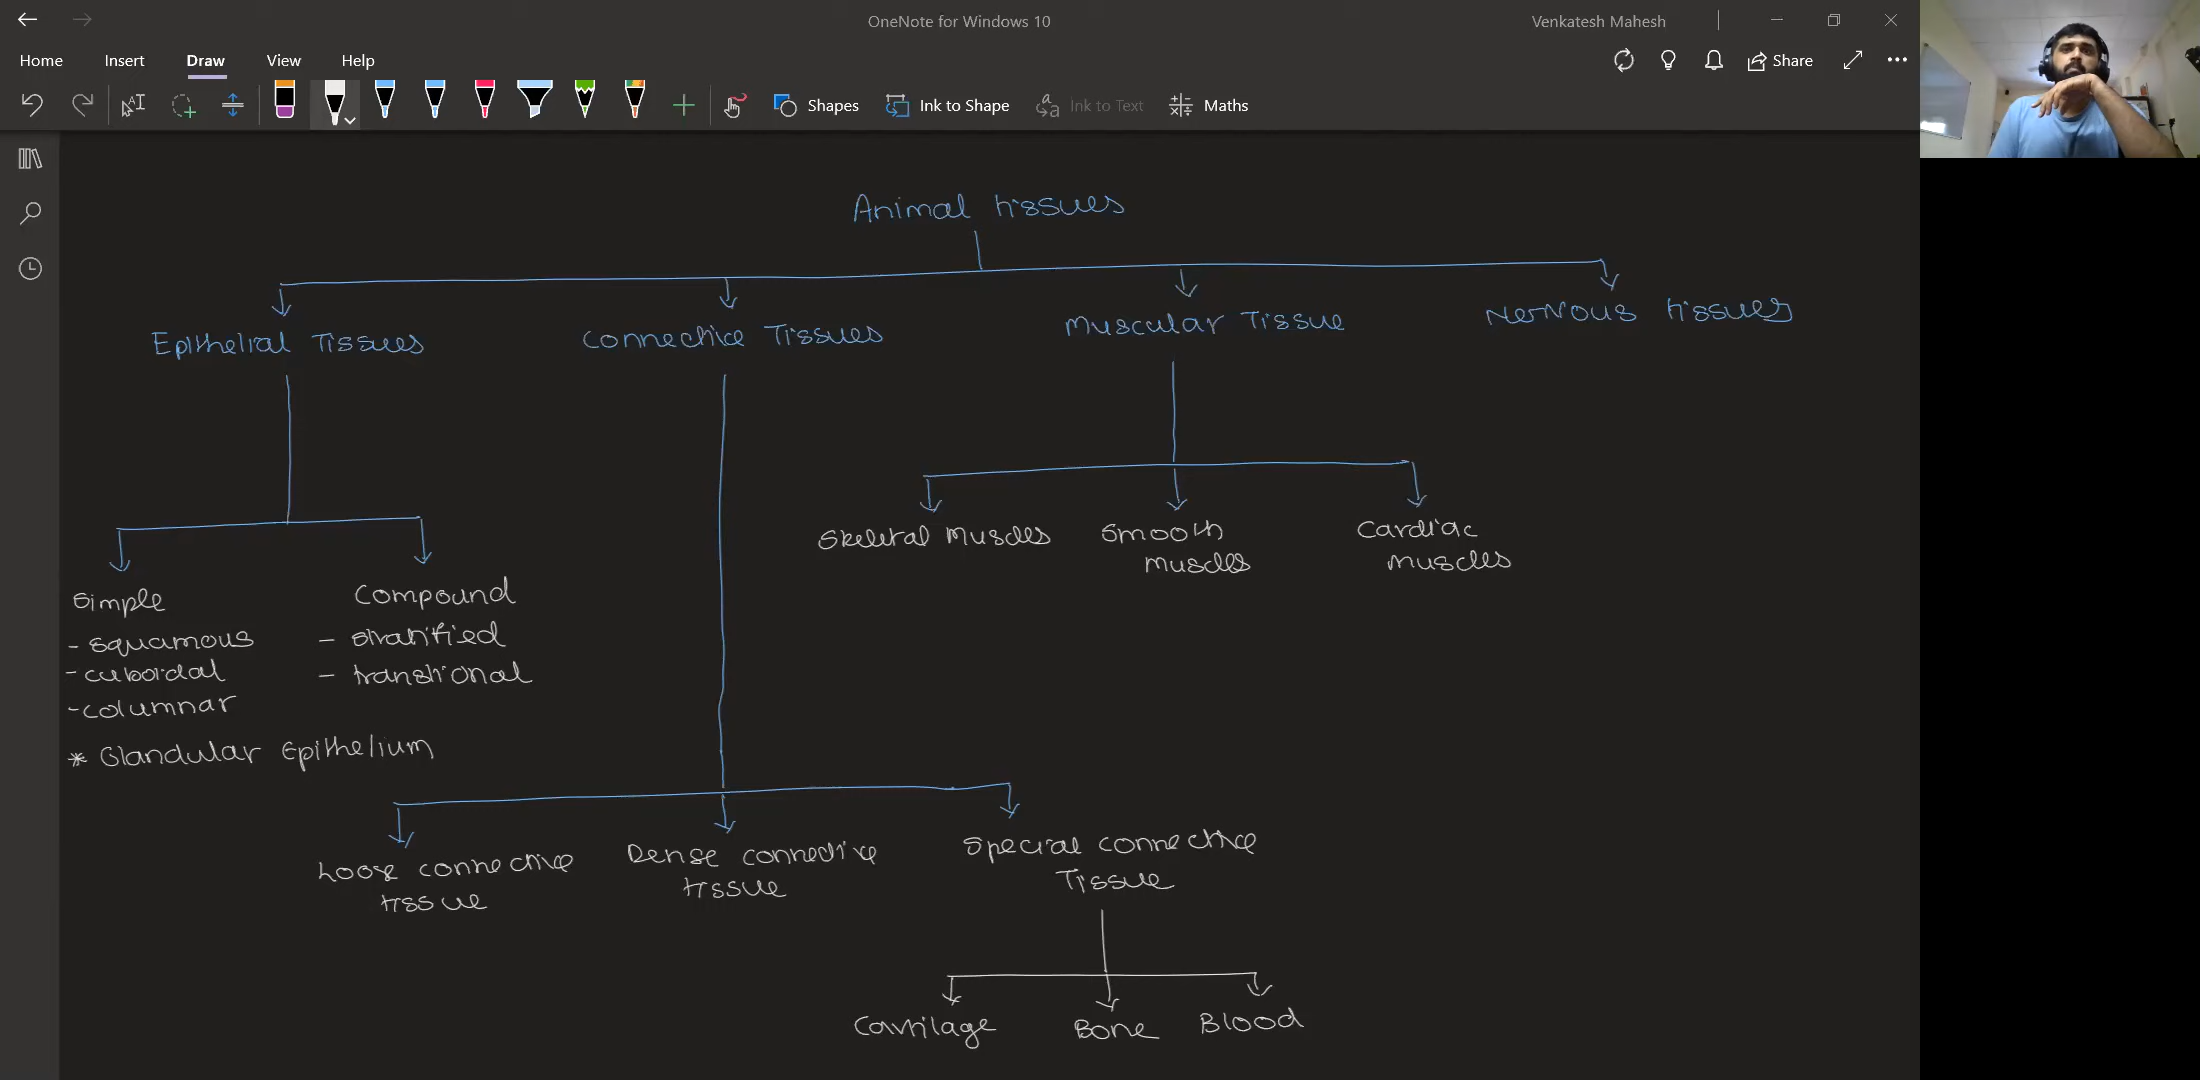 OneNote for Windows 10
Venkatesh Mahesh
Home Insert Draw View Help
Share
Shapes Ink to Shape Ink to Text Maths
Animal tissues
Epithelial Tissues
Connective Tissues
Muscular Tissue
Nervous tissues
Skeletal Muscles
Smooth
muscles
Cardiac
muscles
Simple
- squamous
- cuboidal
- columnar
Compound
- stratified
- transitional
* Glandular Epithelium
Loose connective
tissue
Dense connective
tissue
Special connective
Tissue
Cartilage
Bone
Blood